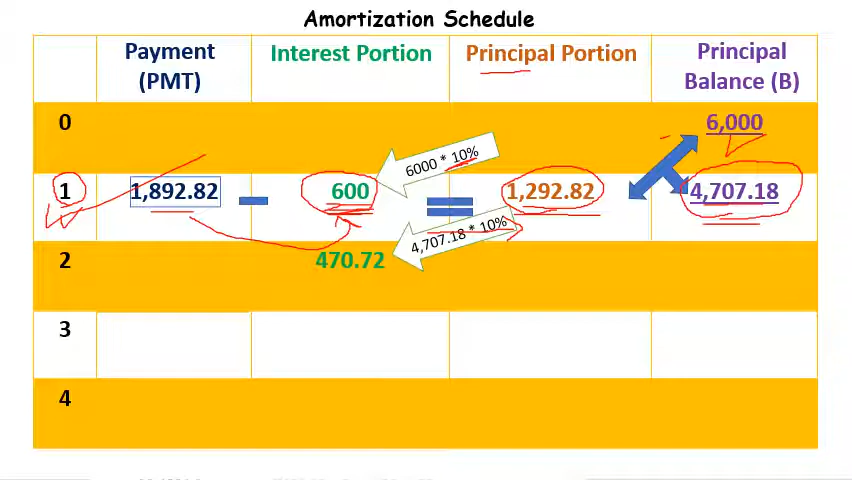 Amortization Schedule
Payment (PMT) Interest Portion Principal Portion Principal Balance (B)
0 6,000
6000 * 10%
1 1,892.82 - 600 = 1,292.82 4,707.18
4,707.18 * 10%
2 470.72
3
4